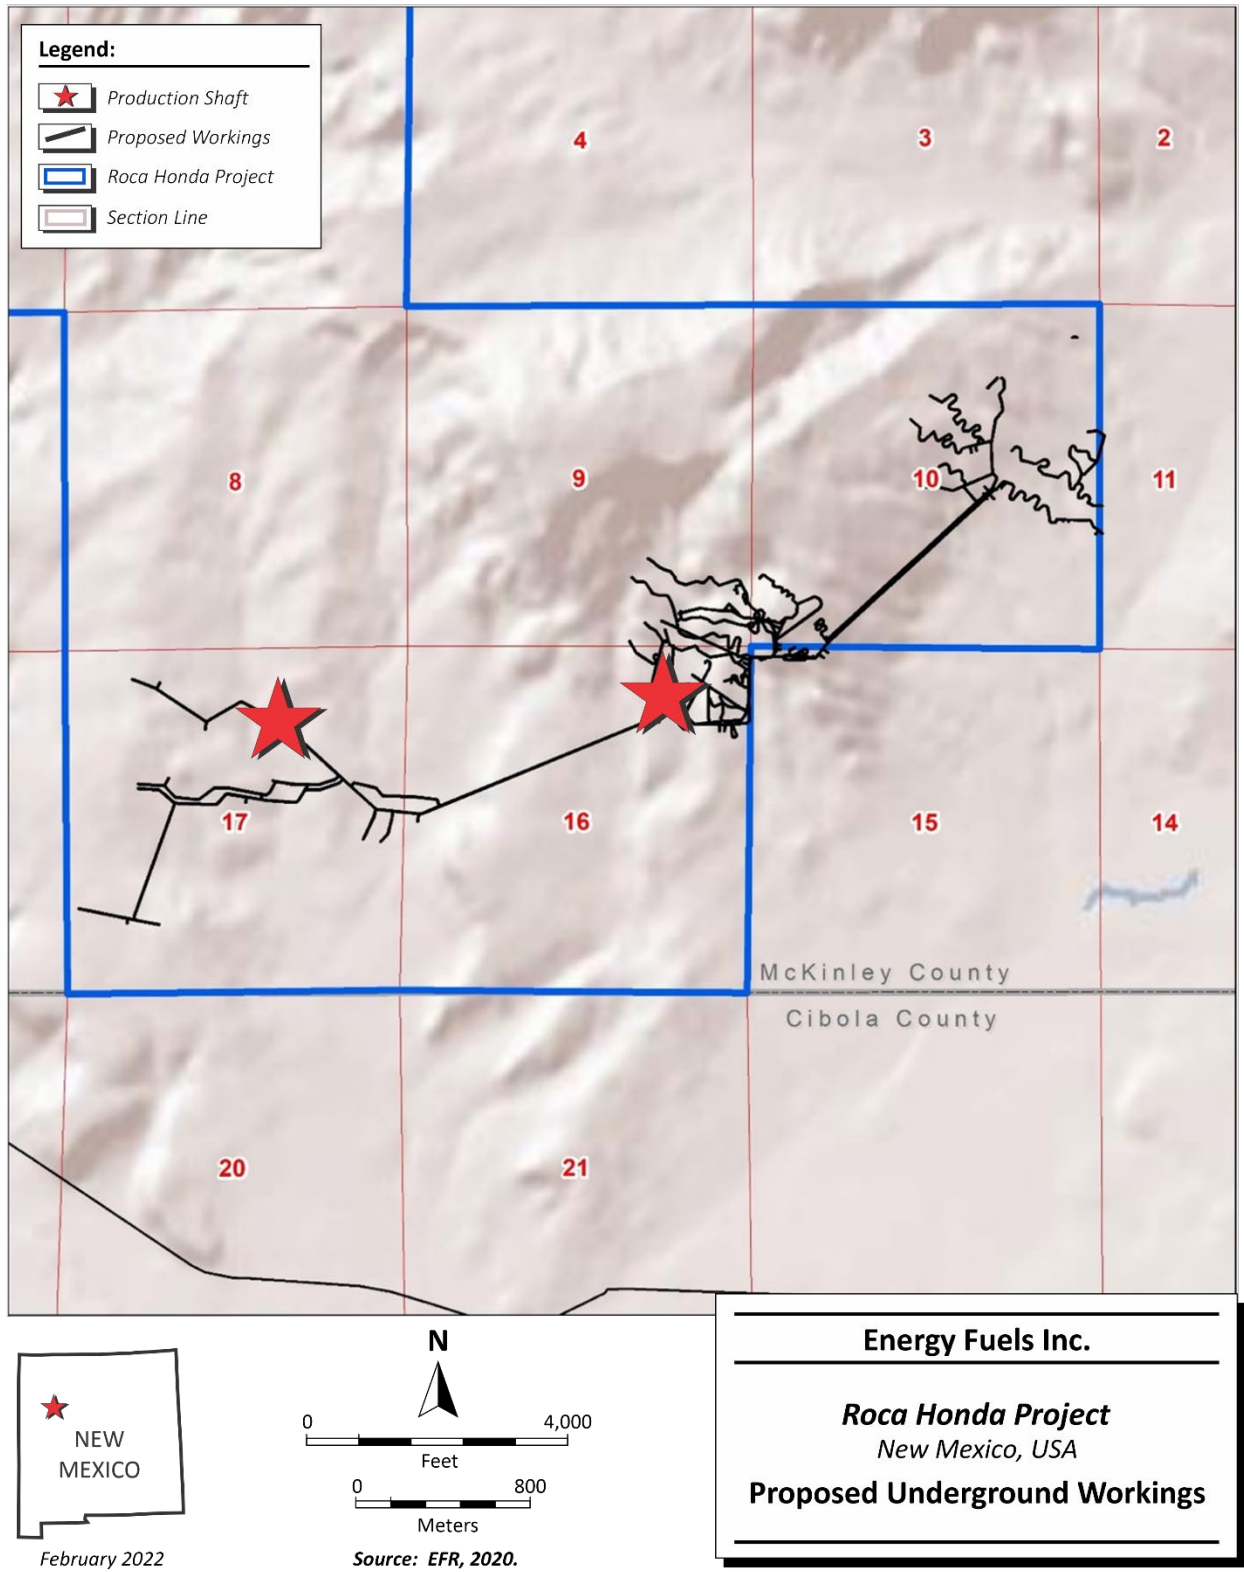 Legend:
Production Shaft
Proposed Workings
Roca Honda Project
Section Line
4
3
2
8
9
10
11
17
16
15
14
McKinley County
Cibola County
20
21
NEW
MEXICO
February 2022
N
0 4,000
Feet
0 800
Meters
Source: EFR, 2020.
Energy Fuels Inc.
Roca Honda Project
New Mexico, USA
Proposed Underground Workings